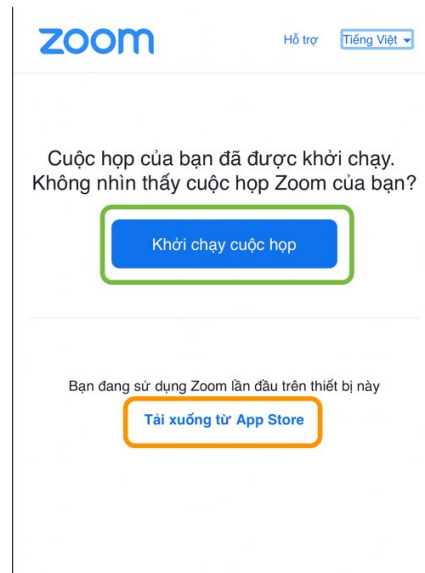 zoom
Hỗ trợ Tiếng Việt
Cuộc họp của bạn đã được khởi chạy.
Không nhìn thấy cuộc họp Zoom của bạn?
Khởi chạy cuộc họp
Bạn đang sử dụng Zoom lần đầu trên thiết bị này
Tải xuống từ App Store